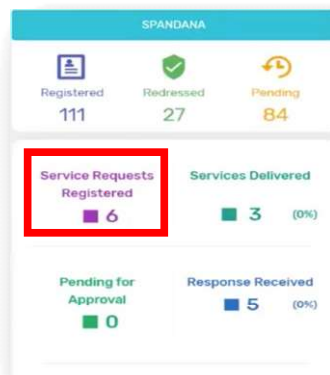 SPANDANA
Registered Redressed Pending
111 27 84
Service Requests Services Delivered
Registered
6 3 (0%)
Pending for Response Received
Approval
0 5 (0%)